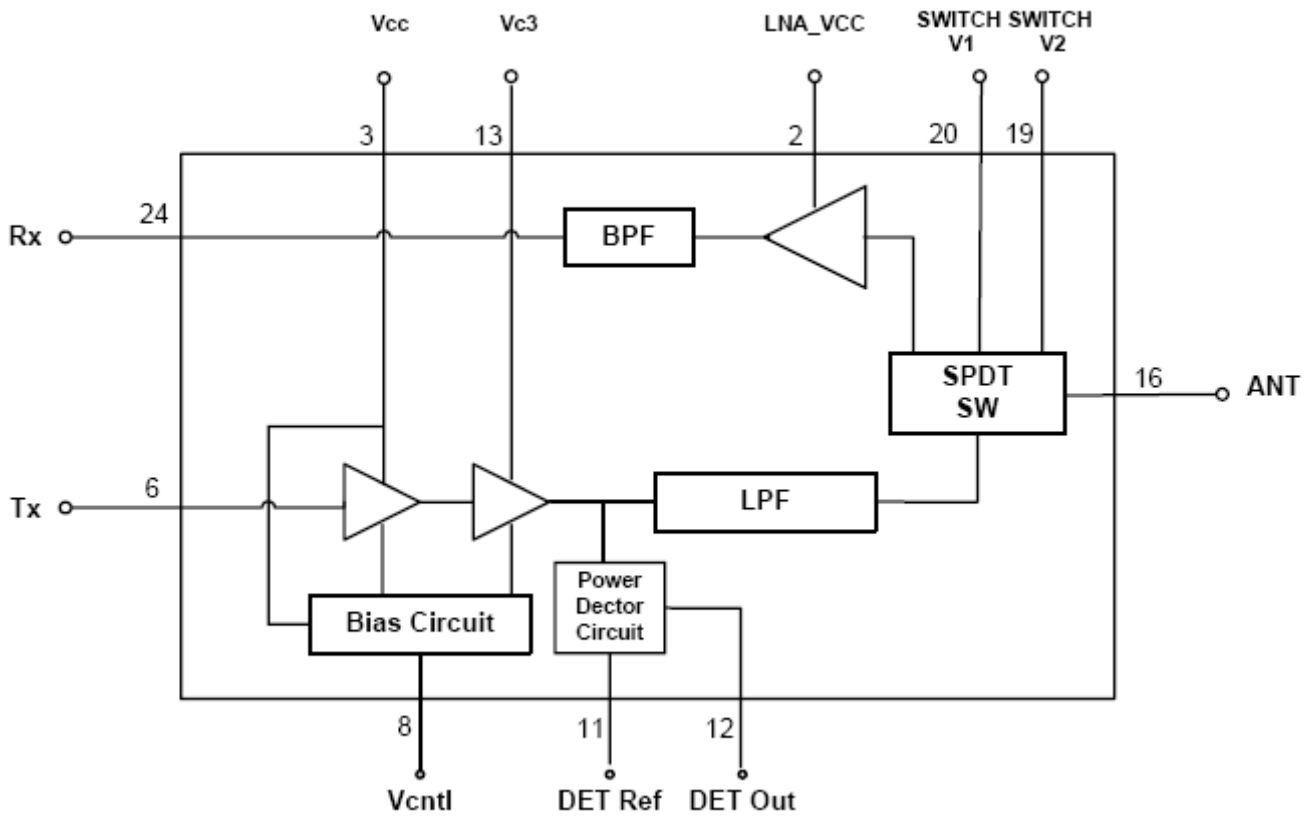 Vcc
Vc3
LNA_VCC
SWITCH SWITCH
V1 V2
3
13
2
20
19
24
Rx
BPF
SPDT
SW
16
ANT
6
Tx
LPF
Power
Dector
Circuit
Bias Circuit
8
11
12
Vcntl
DET Ref
DET Out